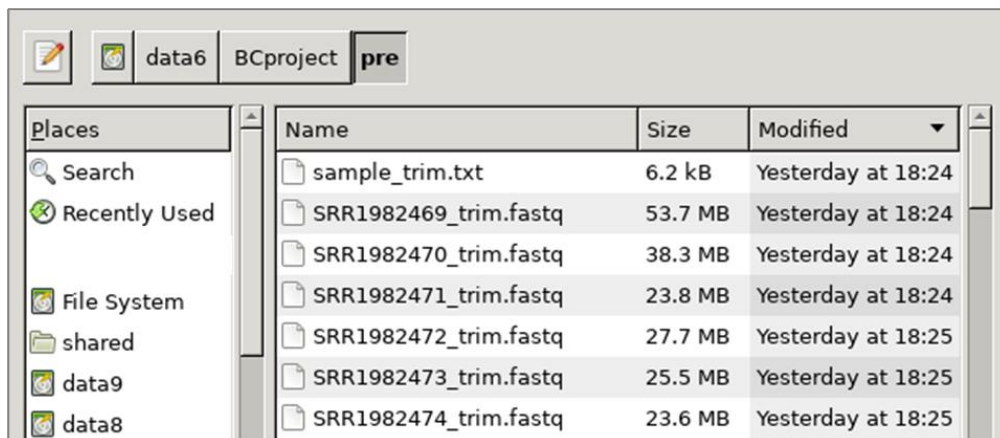 data6 BCproject pre
Places
Search
Recently Used
File System
shared
data9
data8
Name Size Modified
sample_trim.txt 6.2 kB Yesterday at 18:24
SRR1982469_trim.fastq 53.7 MB Yesterday at 18:24
SRR1982470_trim.fastq 38.3 MB Yesterday at 18:24
SRR1982471_trim.fastq 23.8 MB Yesterday at 18:24
SRR1982472_trim.fastq 27.7 MB Yesterday at 18:25
SRR1982473_trim.fastq 25.5 MB Yesterday at 18:25
SRR1982474_trim.fastq 23.6 MB Yesterday at 18:25